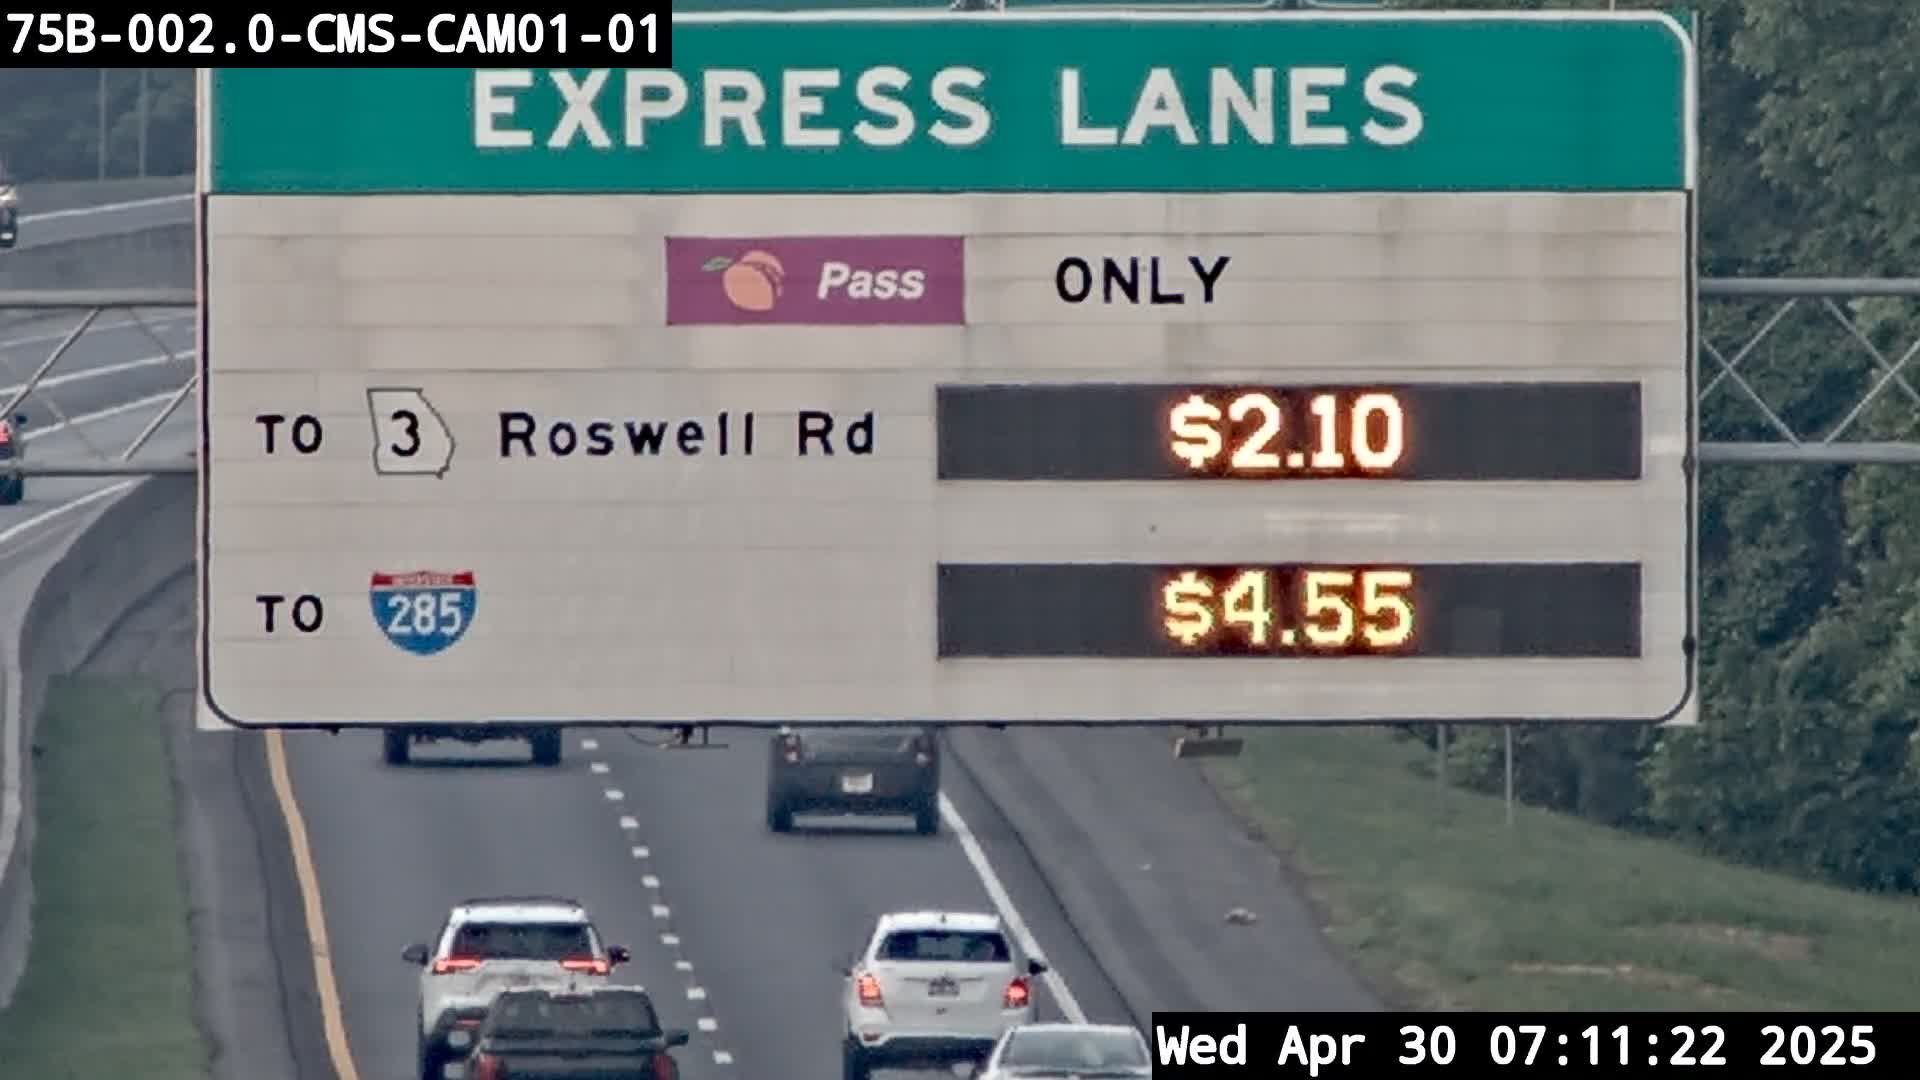 75B-002.0-CMS-CAM01-01
EXPRESS LANES
Pass ONLY
TO 3 Roswell Rd $2.10
INTERSTATE
TO 285 $4.55
Wed Apr 30 07:11:22 2025